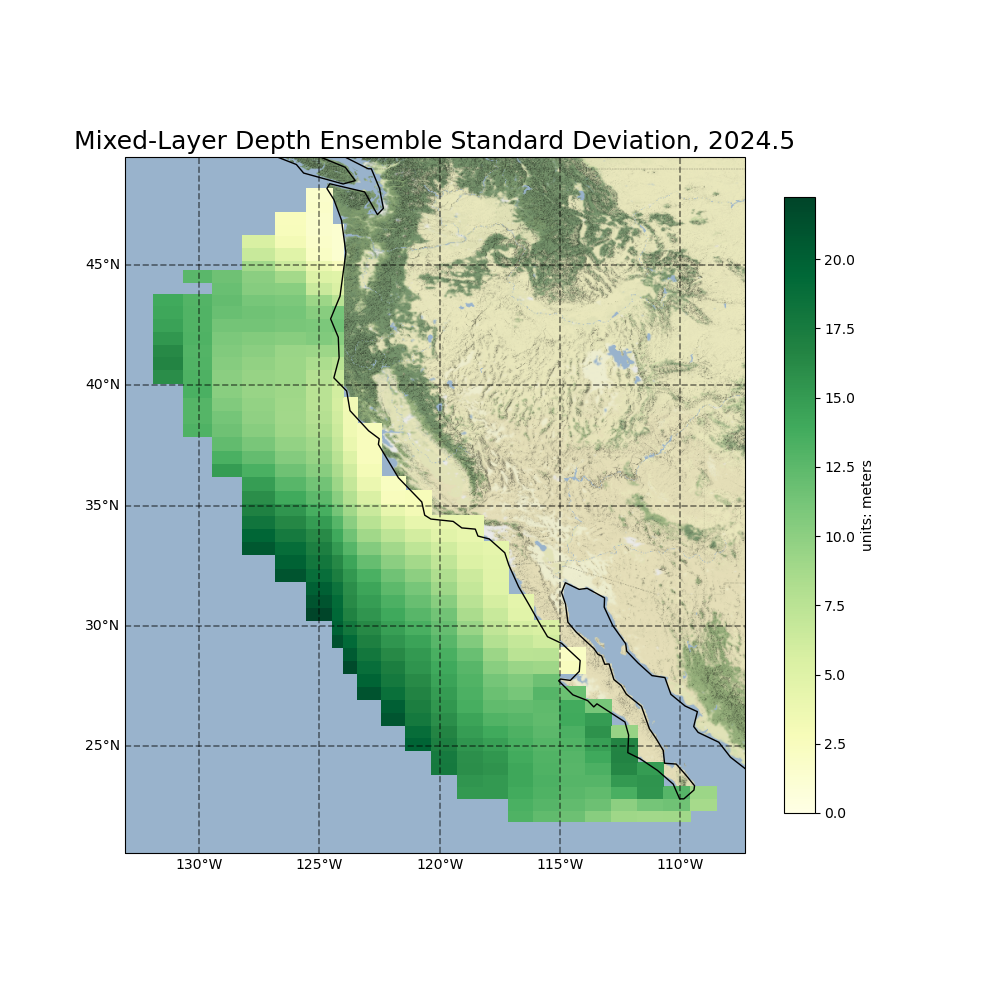 Mixed-Layer Depth Ensemble Standard Deviation, 2024.5
45°N
40°N
35°N
30°N
25°N
130°W
125°W
120°W
115°W
110°W
20.0
17.5
15.0
12.5
10.0
7.5
5.0
2.5
0.0
units: meters